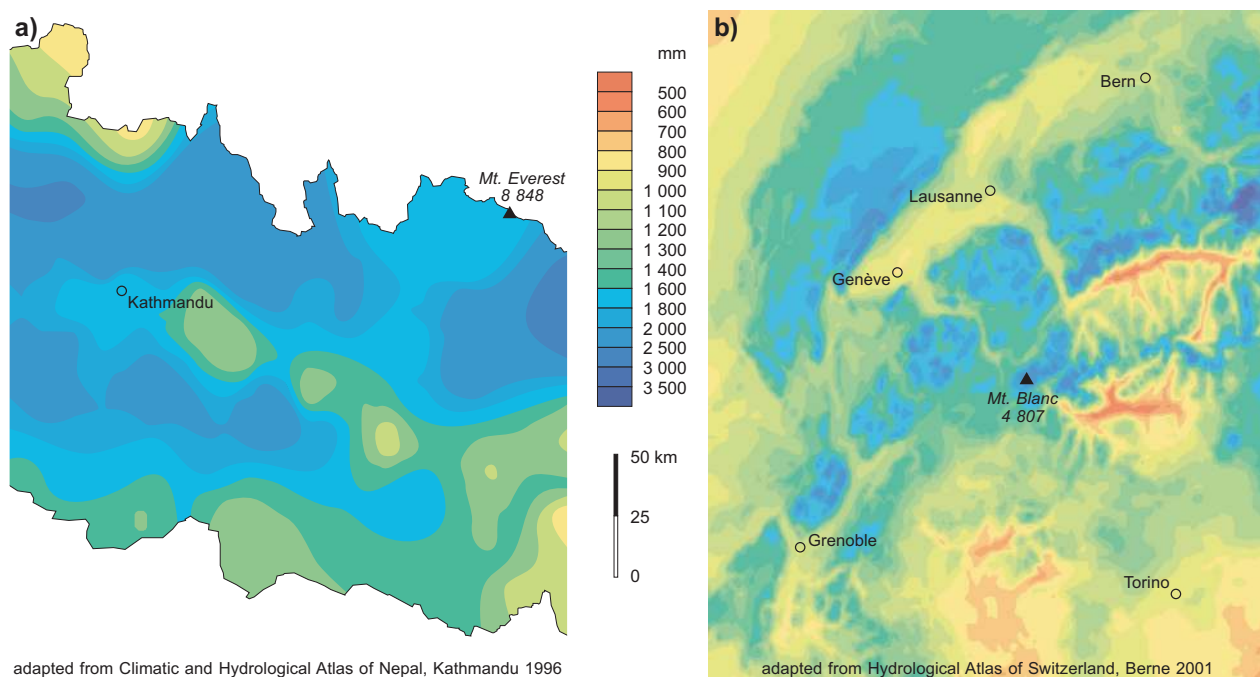 a)
Mt. Everest
8 848
Kathmandu
adapted from Climatic and Hydrological Atlas of Nepal, Kathmandu 1996
mm
500
600
700
800
900
1 000
1 100
1 300
1 400
1 600
1 800
2 000
2 500
3 000
3 500
50 km
25
0
b)
Bern
Lausanne
Genève
Mt. Blanc
4 807
Grenoble
Torino
adapted from Hydrological Atlas of Switzerland, Berne 2001